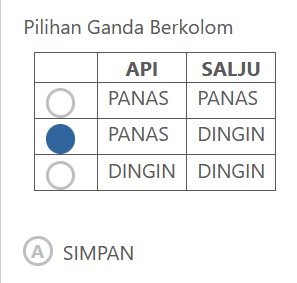 Pilihan Ganda Berkolom
API SALJU
PANAS PANAS
PANAS DINGIN
DINGIN DINGIN
A SIMPAN